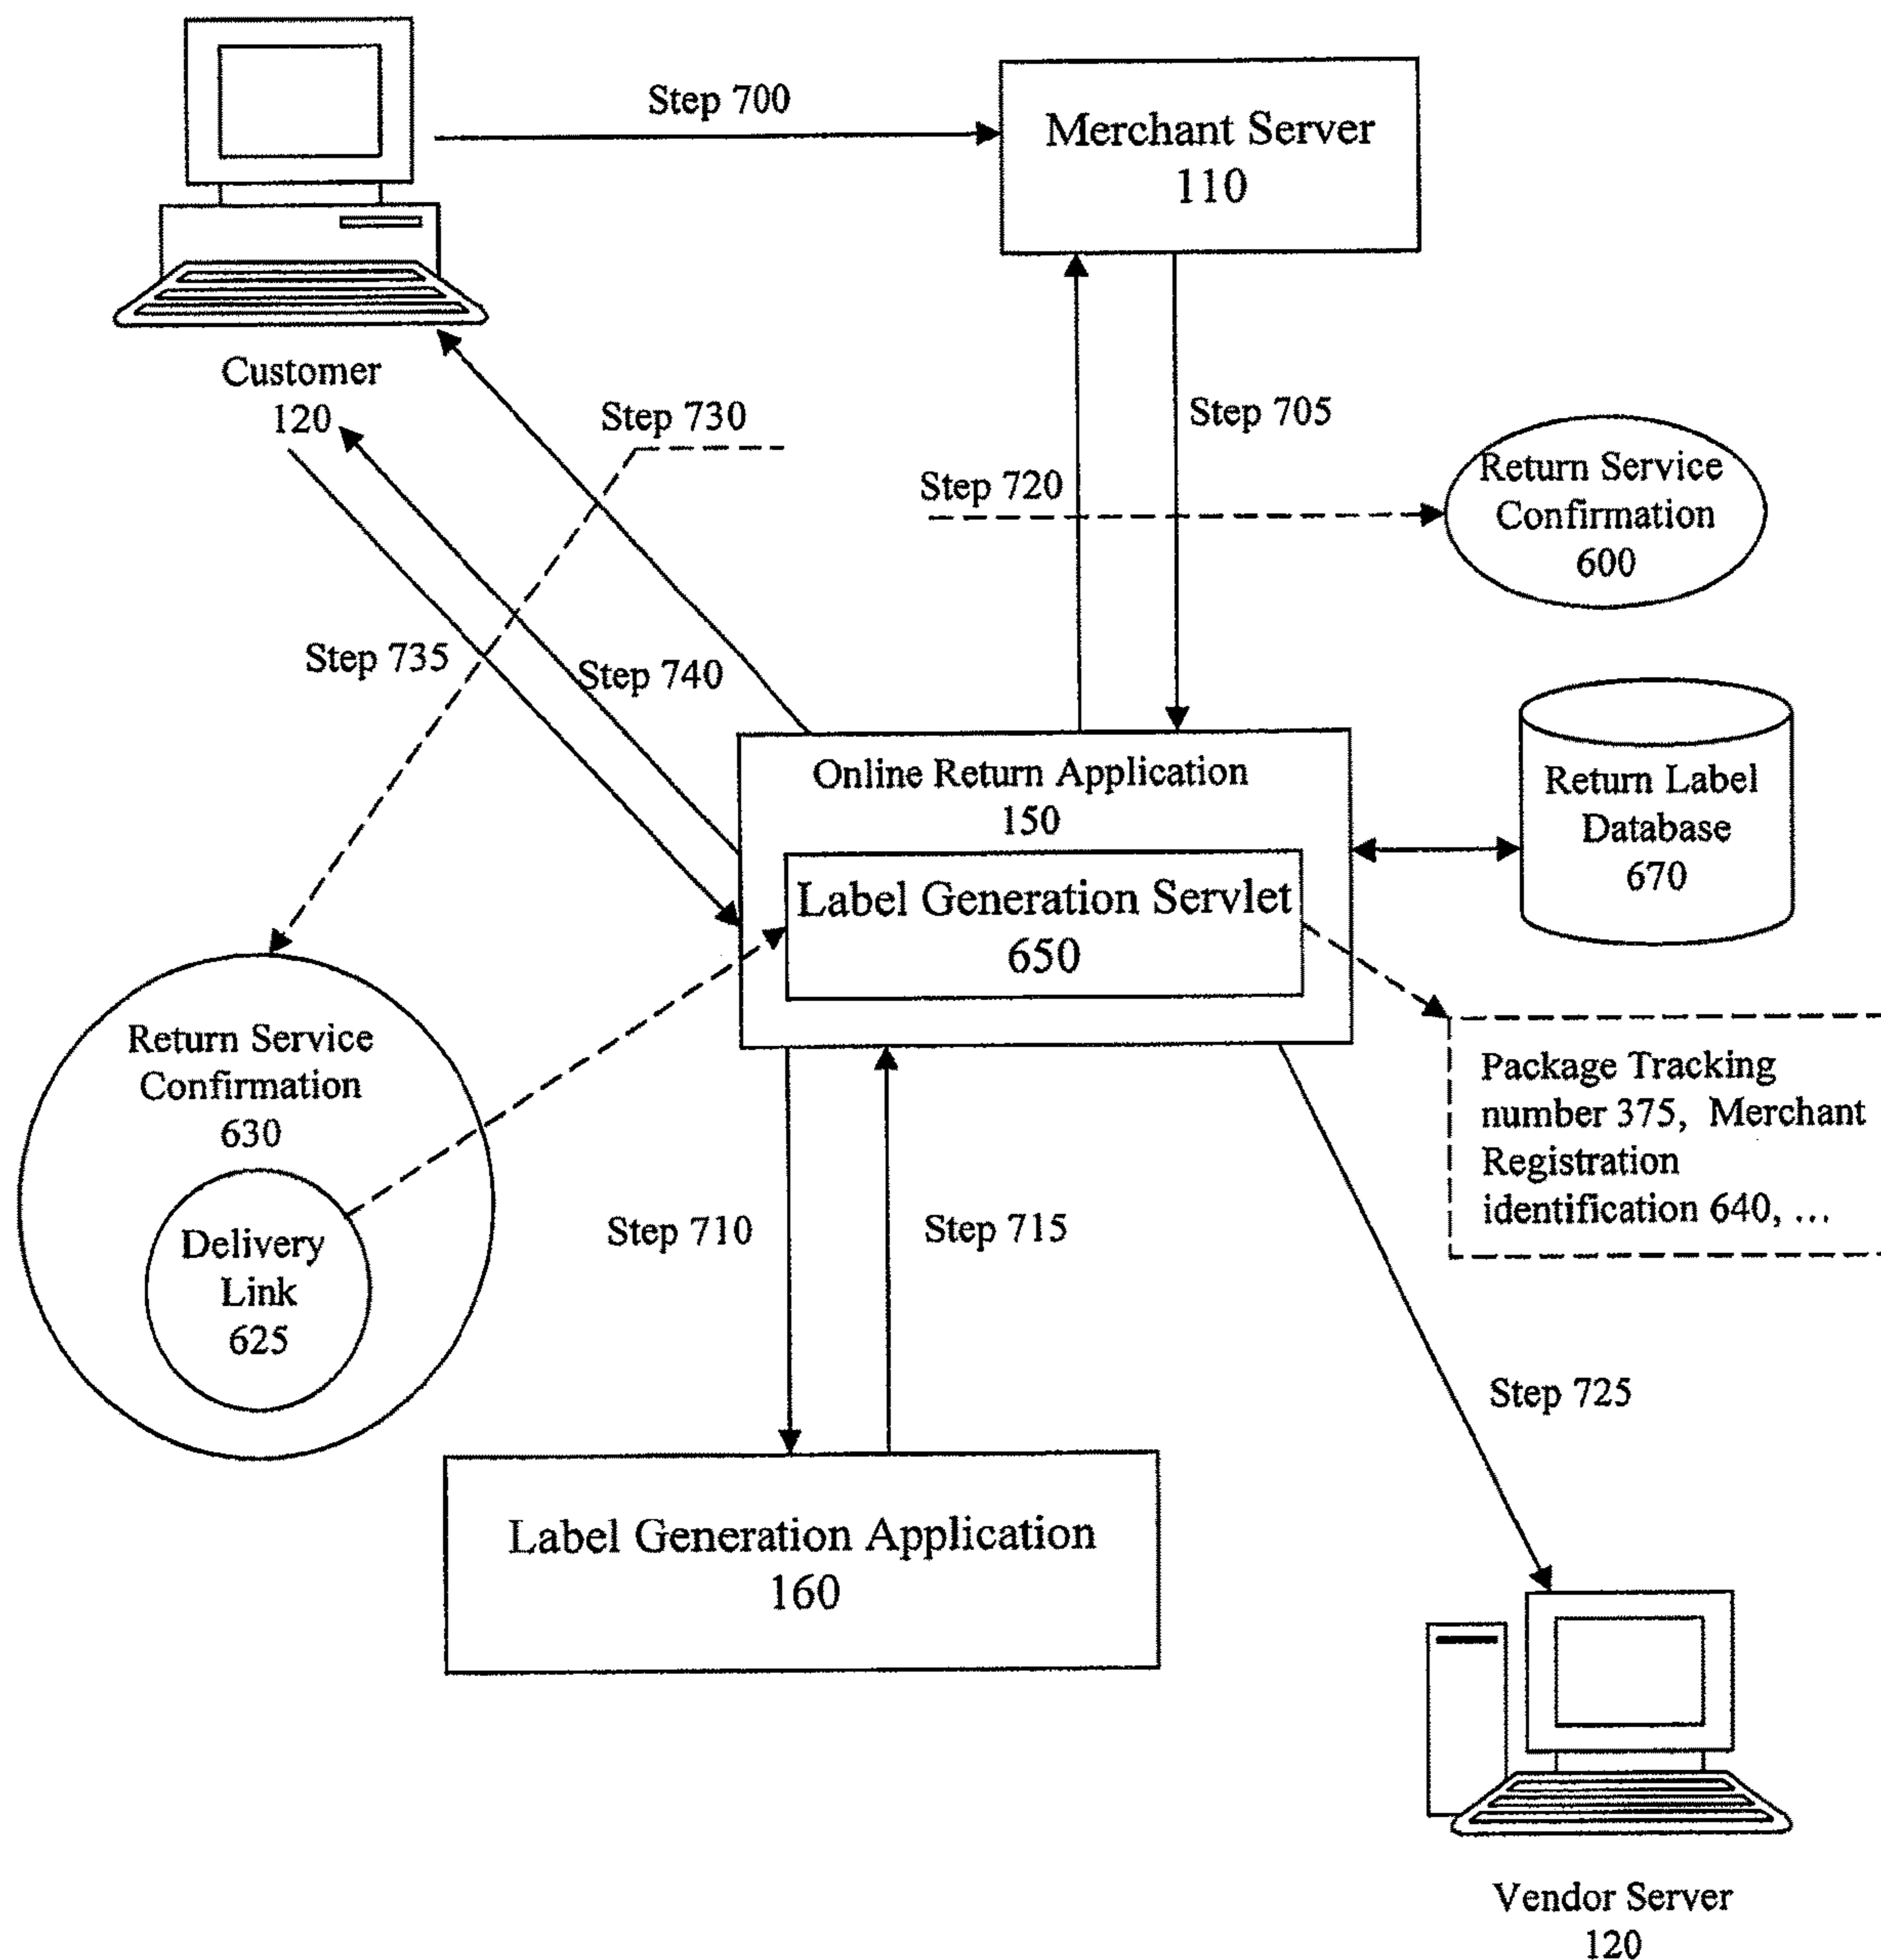 Step 700
Merchant Server
110
Customer
120
Step 730
Step 705
Step 720
Return Service
Confirmation
600
Step 735
Step 740
Online Return Application
150
Label Generation Servlet
650
Return Label
Database
670
Return Service
Confirmation
630
Delivery
Link
625
Package Tracking
number 375, Merchant
Registration
identification 640, ...
Step 710
Step 715
Step 725
Label Generation Application
160
Vendor Server
120